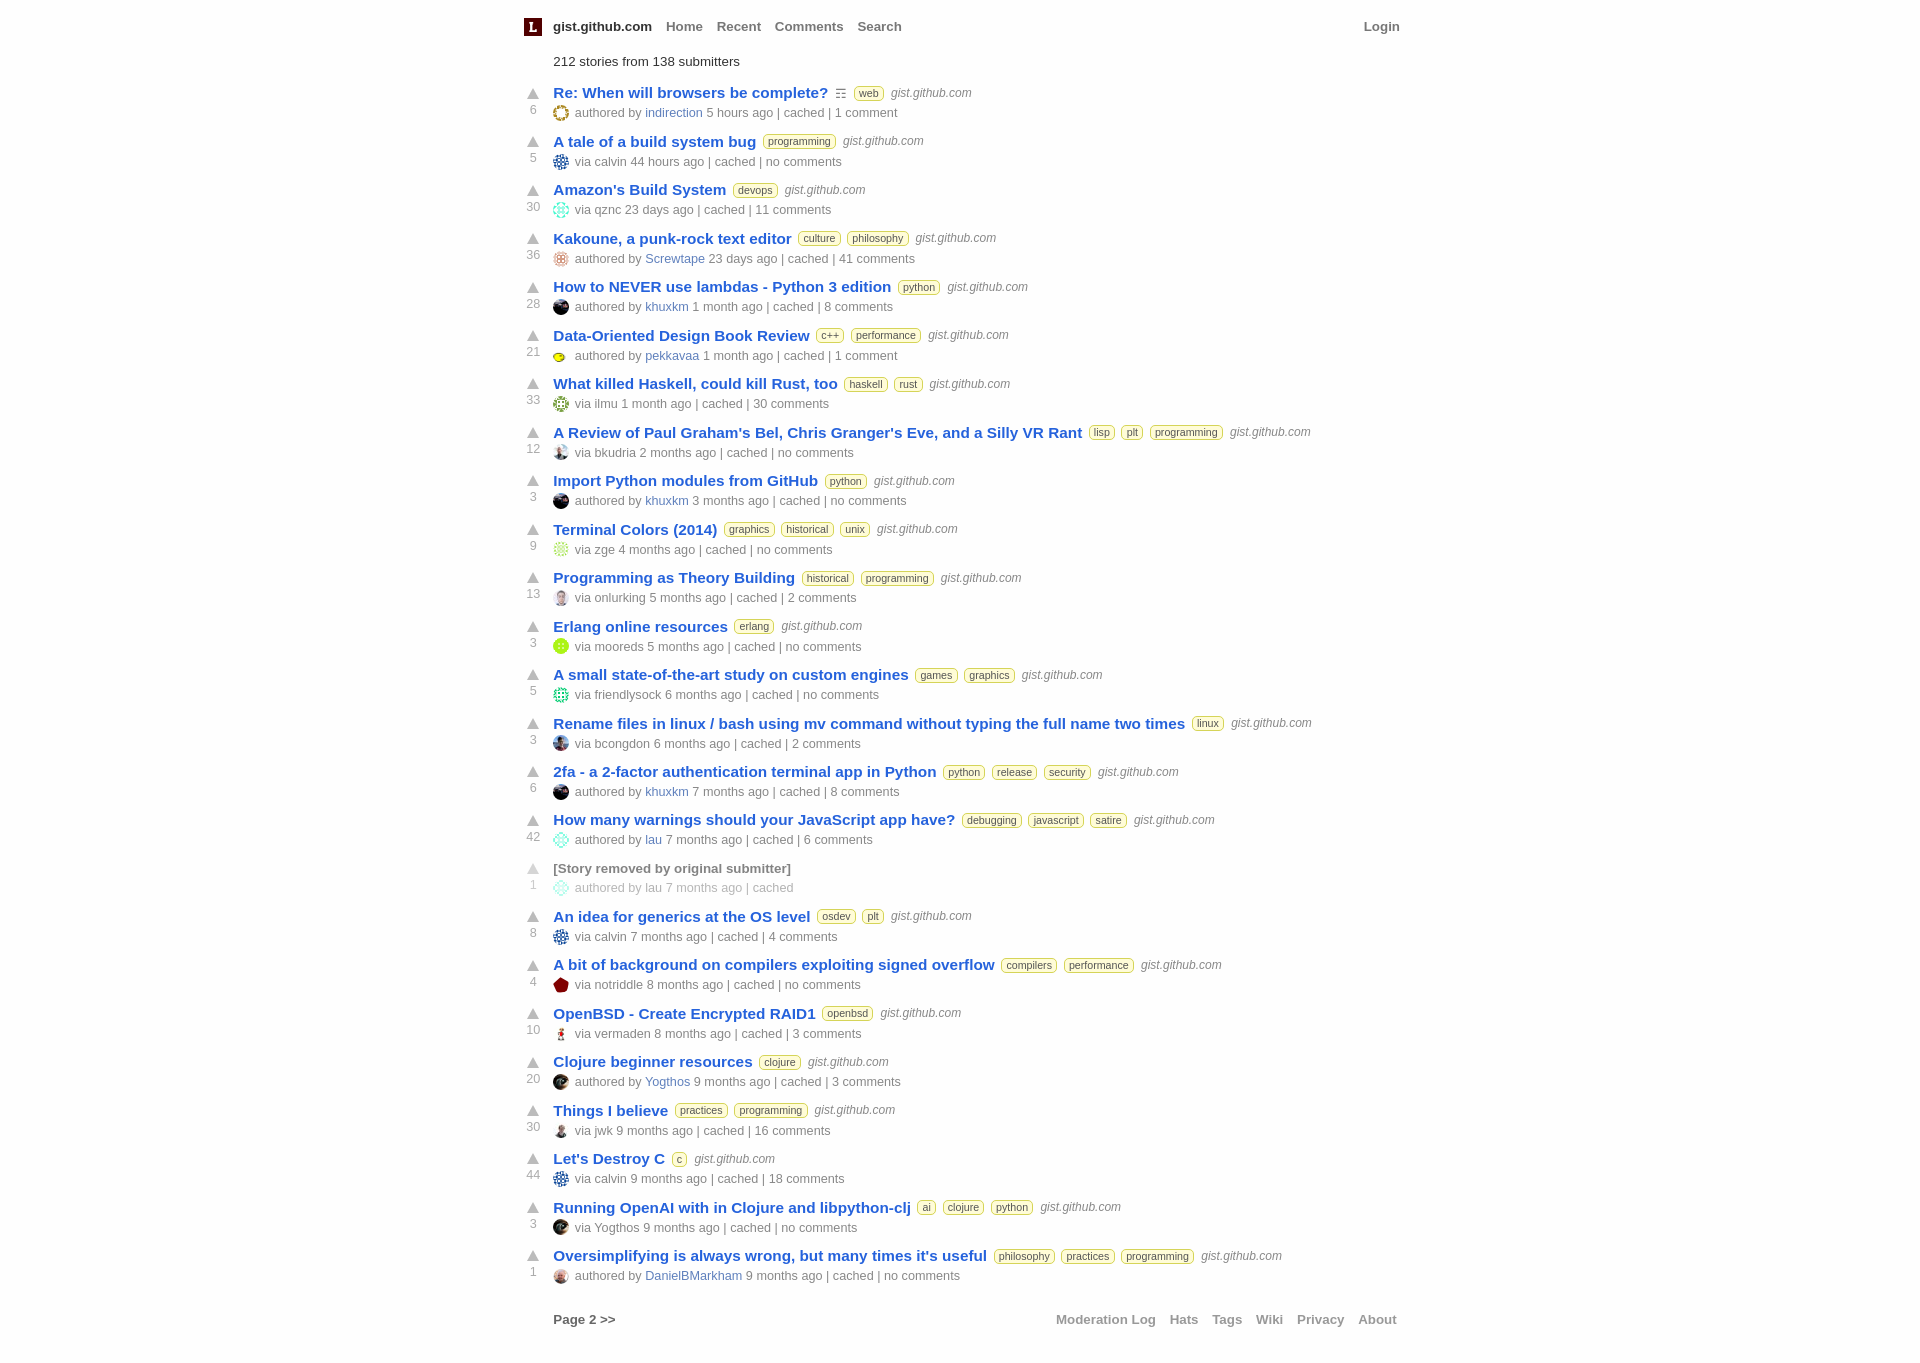 L gist.github.com Home Recent Comments Search Login
212 stories from 138 submitters
Re: When will browsers be complete? ☶ web gist.github.com
6 authored by indirection 5 hours ago | cached | 1 comment
A tale of a build system bug programming gist.github.com
5 via calvin 44 hours ago | cached | no comments
Amazon's Build System devops gist.github.com
30 via qznc 23 days ago | cached | 11 comments
Kakoune, a punk-rock text editor culture philosophy gist.github.com
36 authored by Screwtape 23 days ago | cached | 41 comments
How to NEVER use lambdas - Python 3 edition python gist.github.com
28 authored by khuxkm 1 month ago | cached | 8 comments
Data-Oriented Design Book Review c++ performance gist.github.com
21 authored by pekkavaa 1 month ago | cached | 1 comment
What killed Haskell, could kill Rust, too haskell rust gist.github.com
33 via ilmu 1 month ago | cached | 30 comments
A Review of Paul Graham's Bel, Chris Granger's Eve, and a Silly VR Rant lisp plt programming gist.github.com
12 via bkudria 2 months ago | cached | no comments
Import Python modules from GitHub python gist.github.com
3 authored by khuxkm 3 months ago | cached | no comments
Terminal Colors (2014) graphics historical unix gist.github.com
9 via zge 4 months ago | cached | no comments
Programming as Theory Building historical programming gist.github.com
13 via onlurking 5 months ago | cached | 2 comments
Erlang online resources erlang gist.github.com
3 via mooreds 5 months ago | cached | no comments
A small state-of-the-art study on custom engines games graphics gist.github.com
5 via friendlysock 6 months ago | cached | no comments
Rename files in linux / bash using mv command without typing the full name two times linux gist.github.com
3 via bcongdon 6 months ago | cached | 2 comments
2fa - a 2-factor authentication terminal app in Python python release security gist.github.com
6 authored by khuxkm 7 months ago | cached | 8 comments
How many warnings should your JavaScript app have? debugging javascript satire gist.github.com
42 authored by lau 7 months ago | cached | 6 comments
[Story removed by original submitter]
1 authored by lau 7 months ago | cached
An idea for generics at the OS level osdev plt gist.github.com
8 via calvin 7 months ago | cached | 4 comments
A bit of background on compilers exploiting signed overflow compilers performance gist.github.com
4 via notriddle 8 months ago | cached | no comments
OpenBSD - Create Encrypted RAID1 openbsd gist.github.com
10 via vermaden 8 months ago | cached | 3 comments
Clojure beginner resources clojure gist.github.com
20 authored by Yogthos 9 months ago | cached | 3 comments
Things I believe practices programming gist.github.com
30 via jwk 9 months ago | cached | 16 comments
Let's Destroy C c gist.github.com
44 via calvin 9 months ago | cached | 18 comments
Running OpenAI with in Clojure and libpython-clj ai clojure python gist.github.com
3 via Yogthos 9 months ago | cached | no comments
Oversimplifying is always wrong, but many times it's useful philosophy practices programming gist.github.com
1 authored by DanielBMarkham 9 months ago | cached | no comments
Page 2 >> Moderation Log Hats Tags Wiki Privacy About